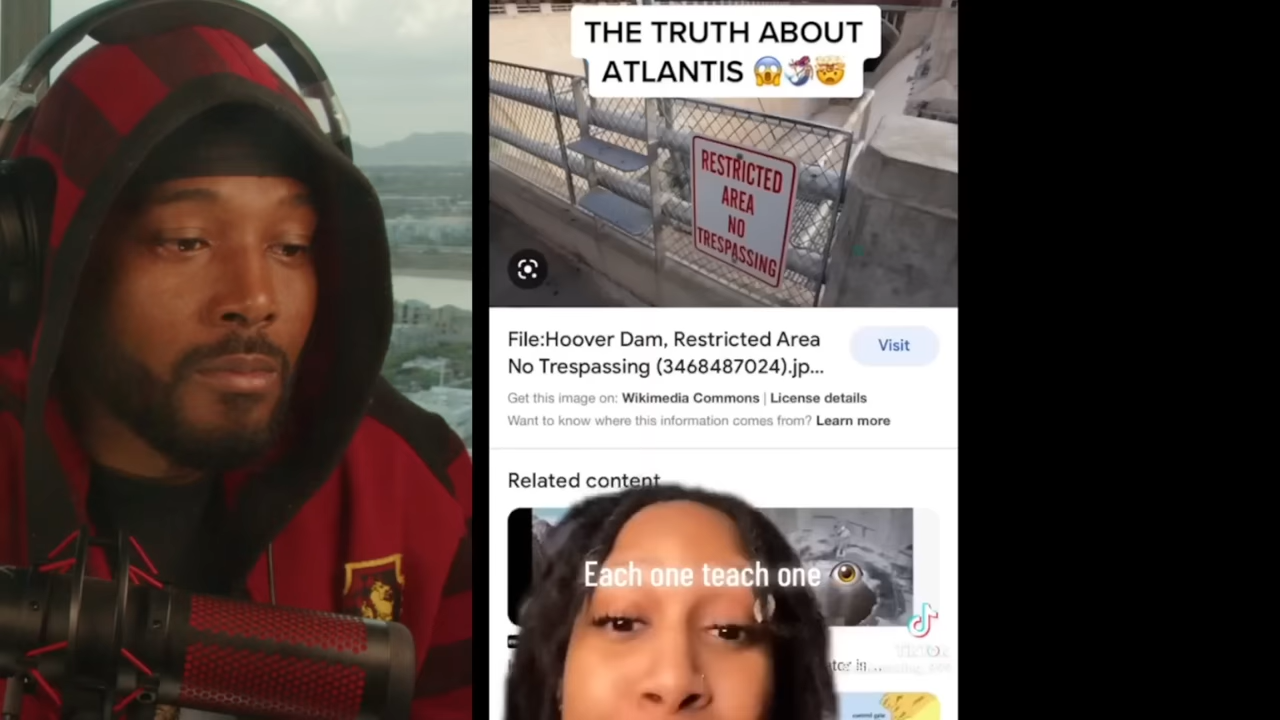 THE TRUTH ABOUT
ATLANTIS
RESTRICTED
AREA
NO
TRESPASSING
File:Hoover Dam, Restricted Area
No Trespassing (3468487024).jp...
Visit
Get this image on: Wikimedia Commons | License details
Want to know where this information comes from? Learn more
Related content
Each one teach one